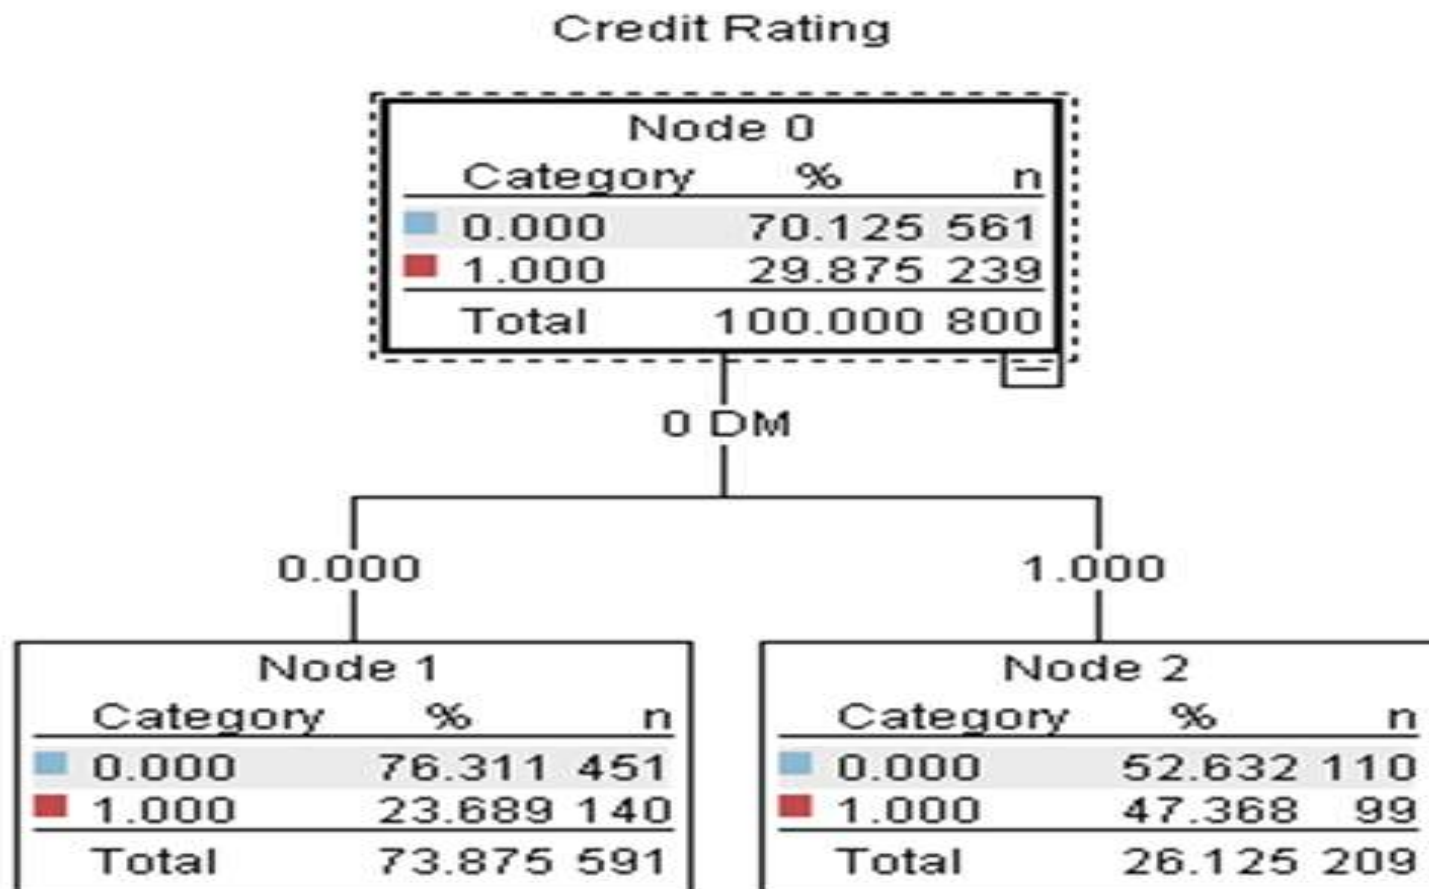 Credit Rating
Node 0
Category % n
0.000 70.125 561
1.000 29.875 239
Total 100.000 800
0 DM
0.000 1.000
Node 1
Category % n
0.000 76.311 451
1.000 23.689 140
Total 73.875 591
Node 2
Category % n
0.000 52.632 110
1.000 47.368 99
Total 26.125 209